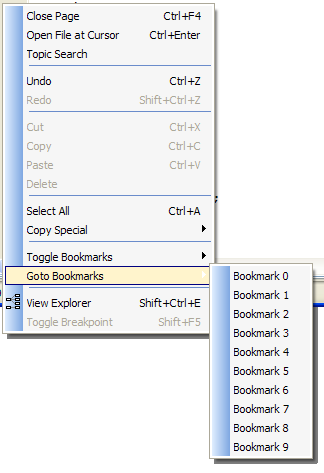 Close Page Ctrl+F4
Open File at Cursor Ctrl+Enter
Topic Search
Undo Ctrl+Z
Redo Shift+Ctrl+Z
Cut Ctrl+X
Copy Ctrl+C
Paste Ctrl+V
Delete
Select All Ctrl+A
Copy Special
Toggle Bookmarks
Goto Bookmarks
View Explorer Shift+Ctrl+E
Toggle Breakpoint Shift+F5
Bookmark 0
Bookmark 1
Bookmark 2
Bookmark 3
Bookmark 4
Bookmark 5
Bookmark 6
Bookmark 7
Bookmark 8
Bookmark 9